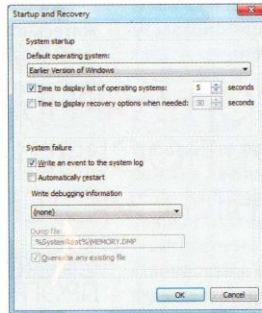 Startup and Recovery
System startup
Default operating system:
Earlier Version of Windows
Time to display list of operating systems: 5 seconds
Time to display recovery options when needed: 30 seconds
System failure
Write an event to the system log
Automatically restart
Write debugging information
(none)
Dump file:
%SystemRoot%\MEMORY.DMP
Overwrite any existing file
OK Cancel